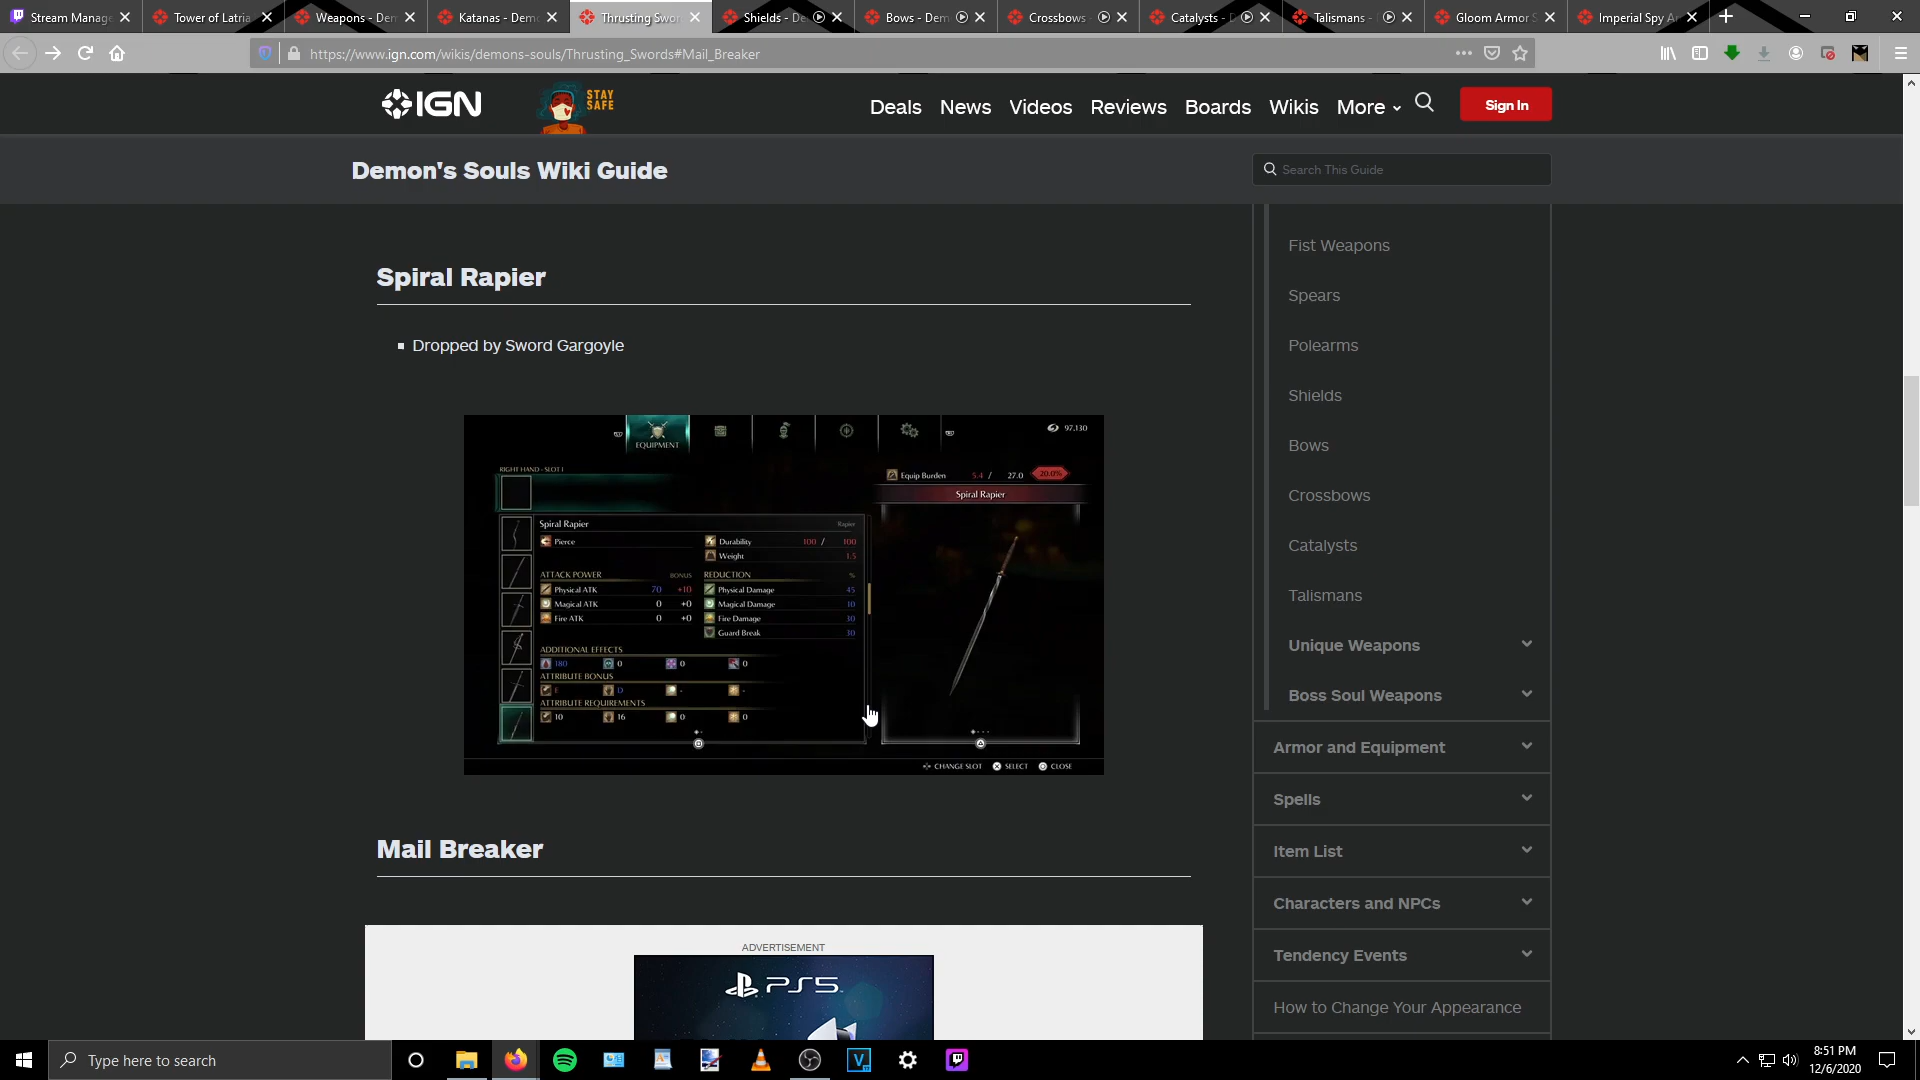 Stream Manage
Tower of Latria
Weapons - Dem
Katanas - Demo
Thrusting Swor
Shields - De
Bows - Dem
Crossbows
Catalysts - D
Talismans -
Gloom Armor S
Imperial Spy Ar
https://www.ign.com/wikis/demons-souls/Thrusting_Swords#Mail_Breaker
IGN
STAY
SAFE
Deals News Videos Reviews Boards Wikis More
Sign In
Demon's Souls Wiki Guide
Search This Guide
Spiral Rapier
Dropped by Sword Gargoyle
EQUIPMENT
97,130
RIGHT HAND - SLOT 1
Equip Burden 5.4 / 27.0 20.0%
Spiral Rapier
Spiral Rapier Rapier
Pierce
Durability 100 / 100
Weight 1.5
ATTACK POWER BONUS
REDUCTION %
Physical ATK 70 +10
Physical Damage 45
Magical ATK 0 +0
Magical Damage 10
Fire ATK 0 +0
Fire Damage 30
Guard Break 30
ADDITIONAL EFFECTS
180 0 0 0
ATTRIBUTE BONUS
E D - -
ATTRIBUTE REQUIREMENTS
10 16 0 0
CHANGE SLOT SELECT CLOSE
Mail Breaker
ADVERTISEMENT
PS5
Fist Weapons
Spears
Polearms
Shields
Bows
Crossbows
Catalysts
Talismans
Unique Weapons
Boss Soul Weapons
Armor and Equipment
Spells
Item List
Characters and NPCs
Tendency Events
How to Change Your Appearance
Type here to search
8:51 PM
12/6/2020